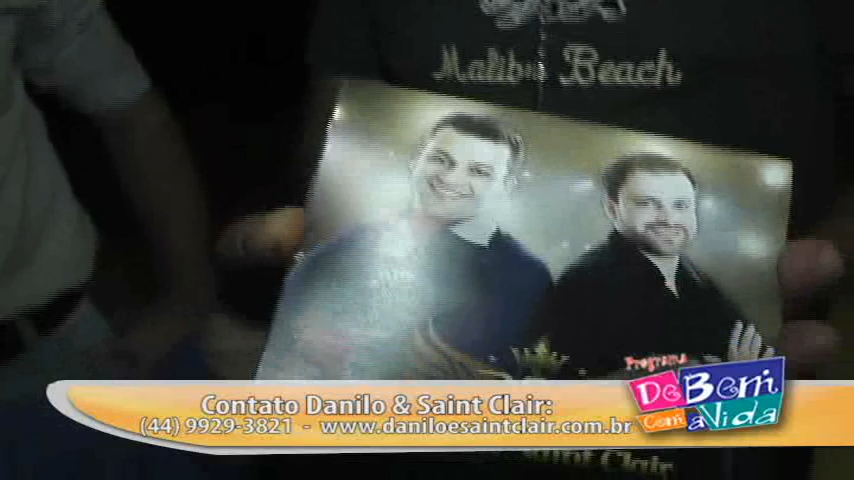 Malibu Beach
Contato Danilo & Saint Clair:
(44) 9929-3821 - www.daniloesaintclair.com.br
Programa
De Bem
com a Vida
Saint Clair